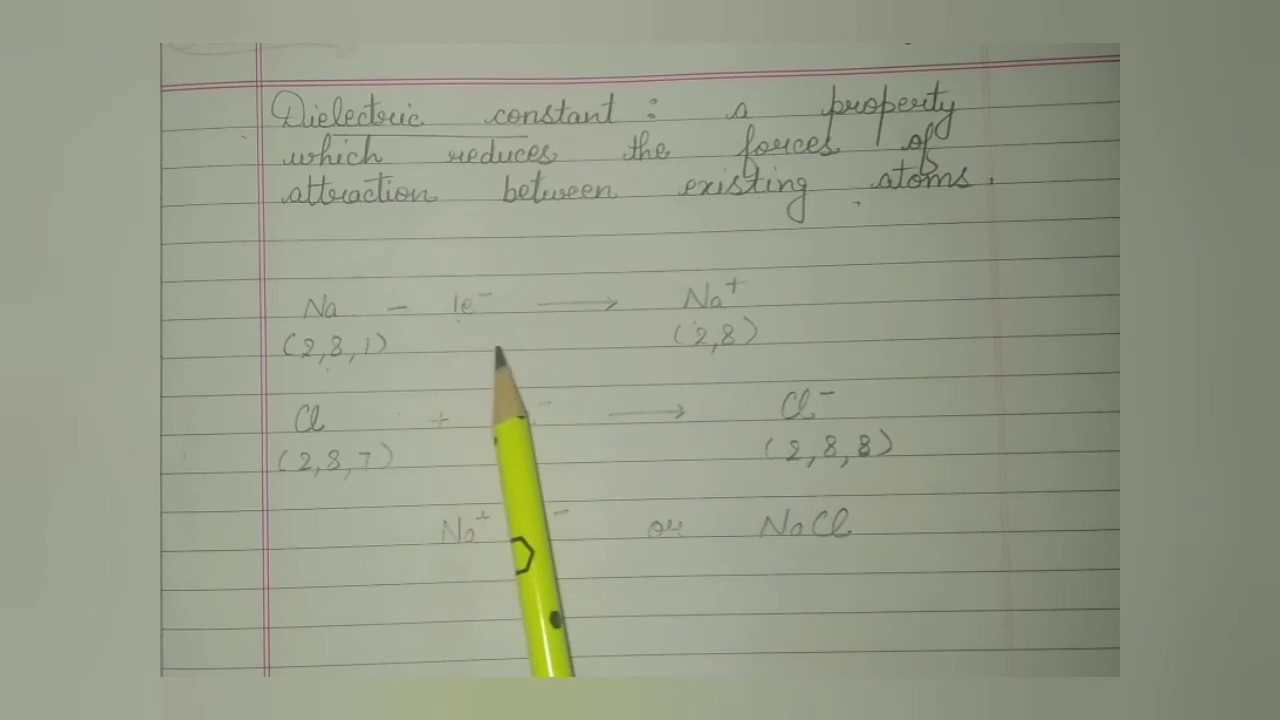 Dielectric constant : a property
which reduces the forces of
attraction between existing atoms.
Na - 1e⁻ ⟶ Na⁺
(2,8,1) (2,8)
Cl + ⁻ ⟶ Cl⁻
(2,8,7) (2,8,8)
Na⁺ ⁻ or NaCl